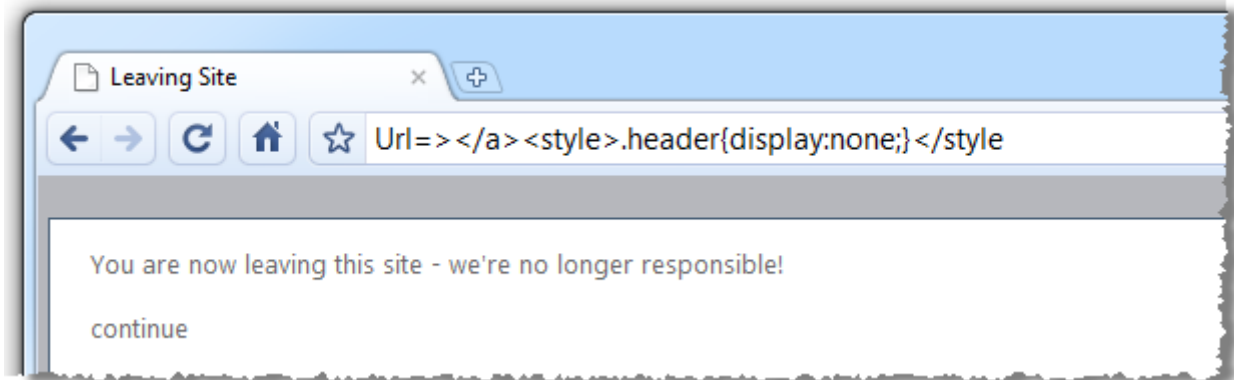 Leaving Site
Url=></a><style>.header{display:none;}</style
You are now leaving this site - we're no longer responsible!
continue